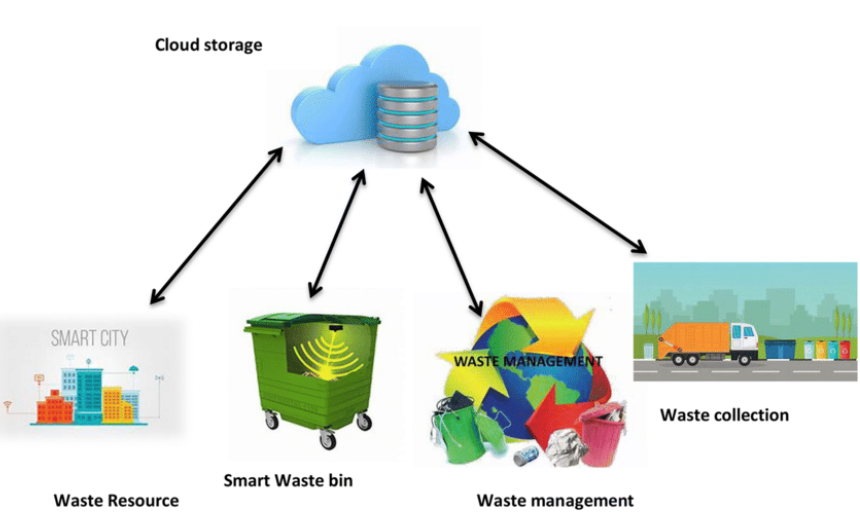 Cloud storage
SMART CITY
WASTE MANAGEMENT
Waste collection
Smart Waste bin
Waste Resource
Waste management